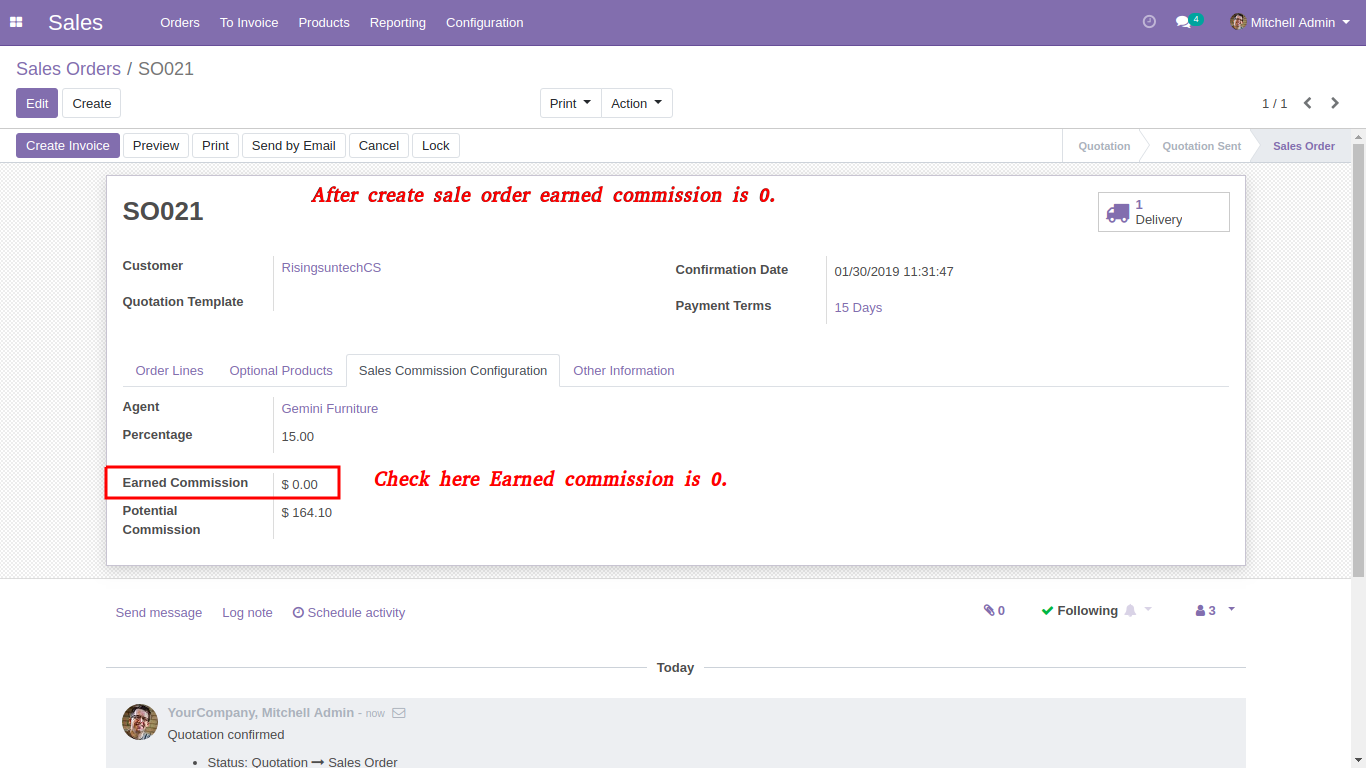 Sales Orders To Invoice Products Reporting Configuration 4 Mitchell Admin
Sales Orders / SO021
Edit Create Print Action 1 / 1
Create Invoice Preview Print Send by Email Cancel Lock Quotation Quotation Sent Sales Order
After create sale order earned commission is 0.
SO021
1
Delivery
Customer RisingsuntechCS
Confirmation Date 01/30/2019 11:31:47
Quotation Template
Payment Terms 15 Days
Order Lines Optional Products Sales Commission Configuration Other Information
Agent Gemini Furniture
Percentage 15.00
Earned Commission $ 0.00 Check here Earned commission is 0.
Potential $ 164.10
Commission
Send message Log note Schedule activity 0 Following 3
Today
YourCompany, Mitchell Admin - now
Quotation confirmed
• Status: Quotation ➞ Sales Order